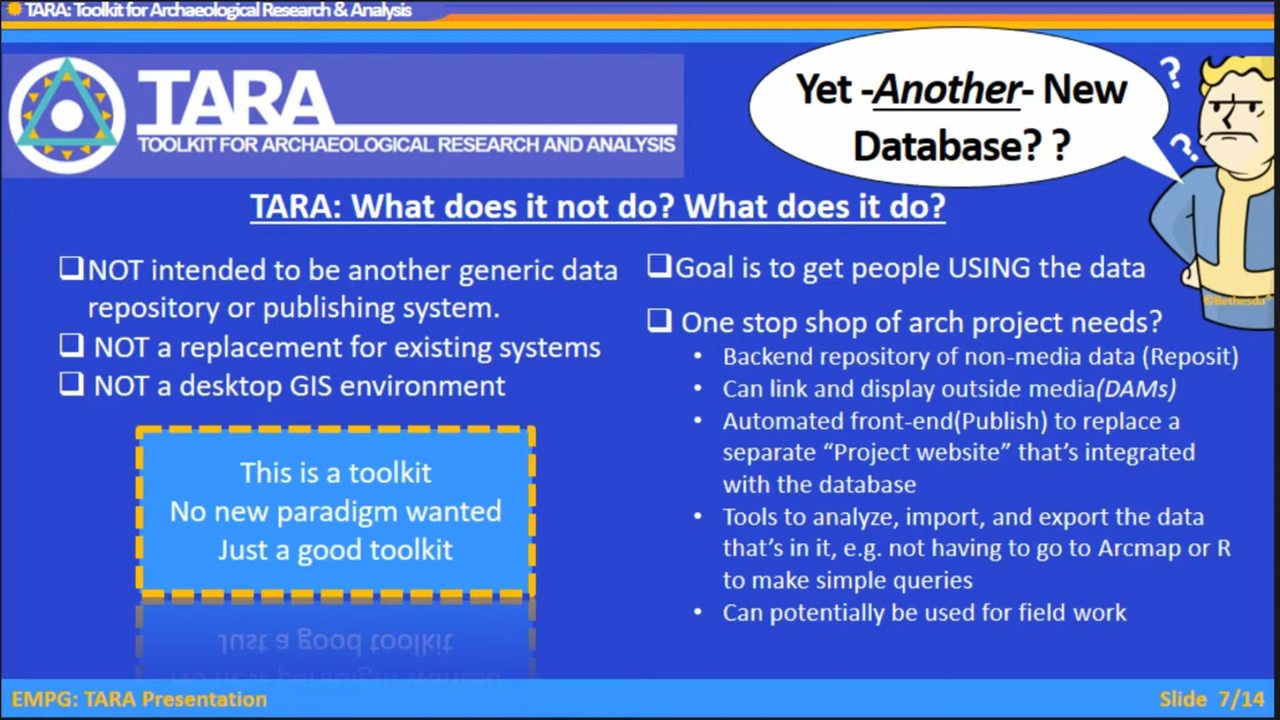 TARA: Toolkit for Archaeological Research & Analysis
TARA
TOOLKIT FOR ARCHAEOLOGICAL RESEARCH AND ANALYSIS
Yet -Another- New
Database? ?
?
?
©Bethesda
TARA: What does it not do? What does it do?
❑NOT intended to be another generic data
repository or publishing system.
❑ NOT a replacement for existing systems
❑ NOT a desktop GIS environment
This is a toolkit
No new paradigm wanted
Just a good toolkit
❑Goal is to get people USING the data
❑ One stop shop of arch project needs?
• Backend repository of non-media data (Reposit)
• Can link and display outside media(DAMs)
• Automated front-end(Publish) to replace a
separate “Project website” that’s integrated
with the database
• Tools to analyze, import, and export the data
that’s in it, e.g. not having to go to Arcmap or R
to make simple queries
• Can potentially be used for field work
EMPG: TARA Presentation
Slide 7/14